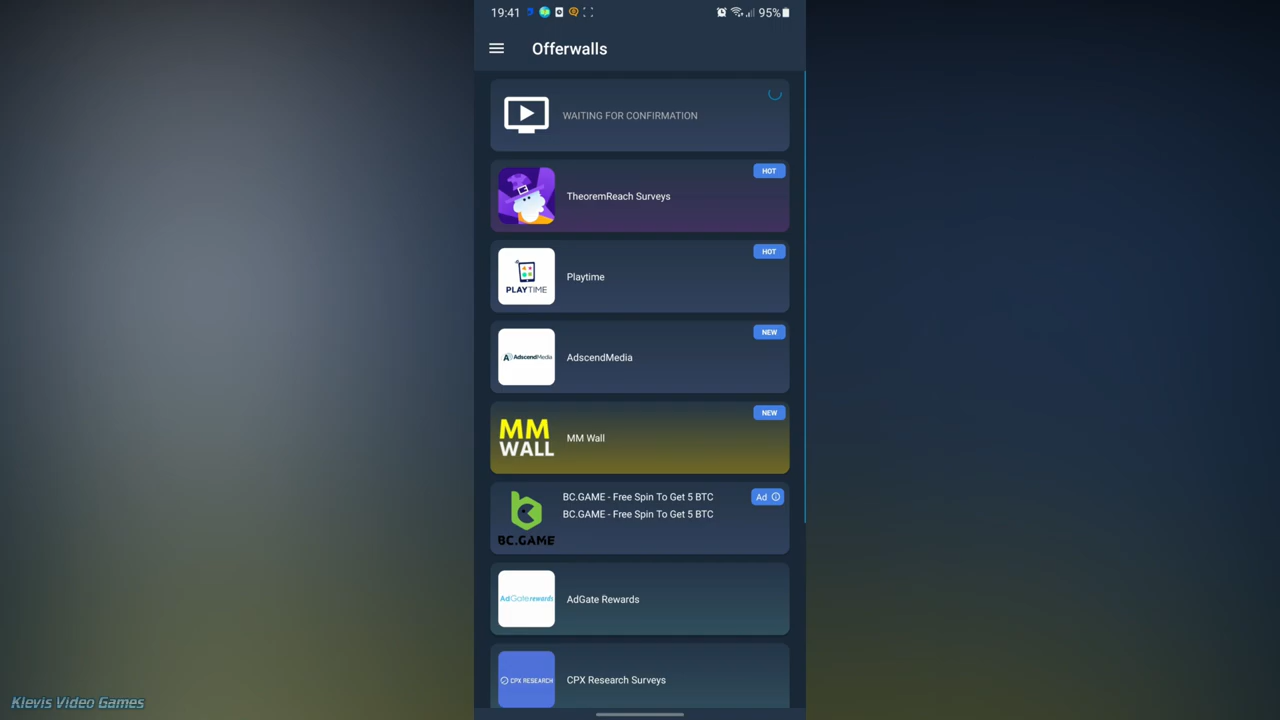 19:41
95%
Offerwalls
WAITING FOR CONFIRMATION
HOT
TheoremReach Surveys
HOT
PLAYTIME
Playtime
NEW
AdscendMedia
AdscendMedia
NEW
MM
WALL
MM Wall
BC.GAME - Free Spin To Get 5 BTC
Ad
BC.GAME - Free Spin To Get 5 BTC
BC.GAME
AdGate rewards
AdGate Rewards
CPX RESEARCH
CPX Research Surveys
Klevis Video Games